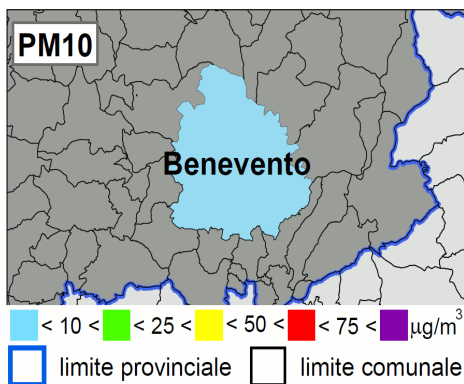 PM10
Benevento
< 10 < < 25 < < 50 < < 75 < μg/m³
limite provinciale limite comunale